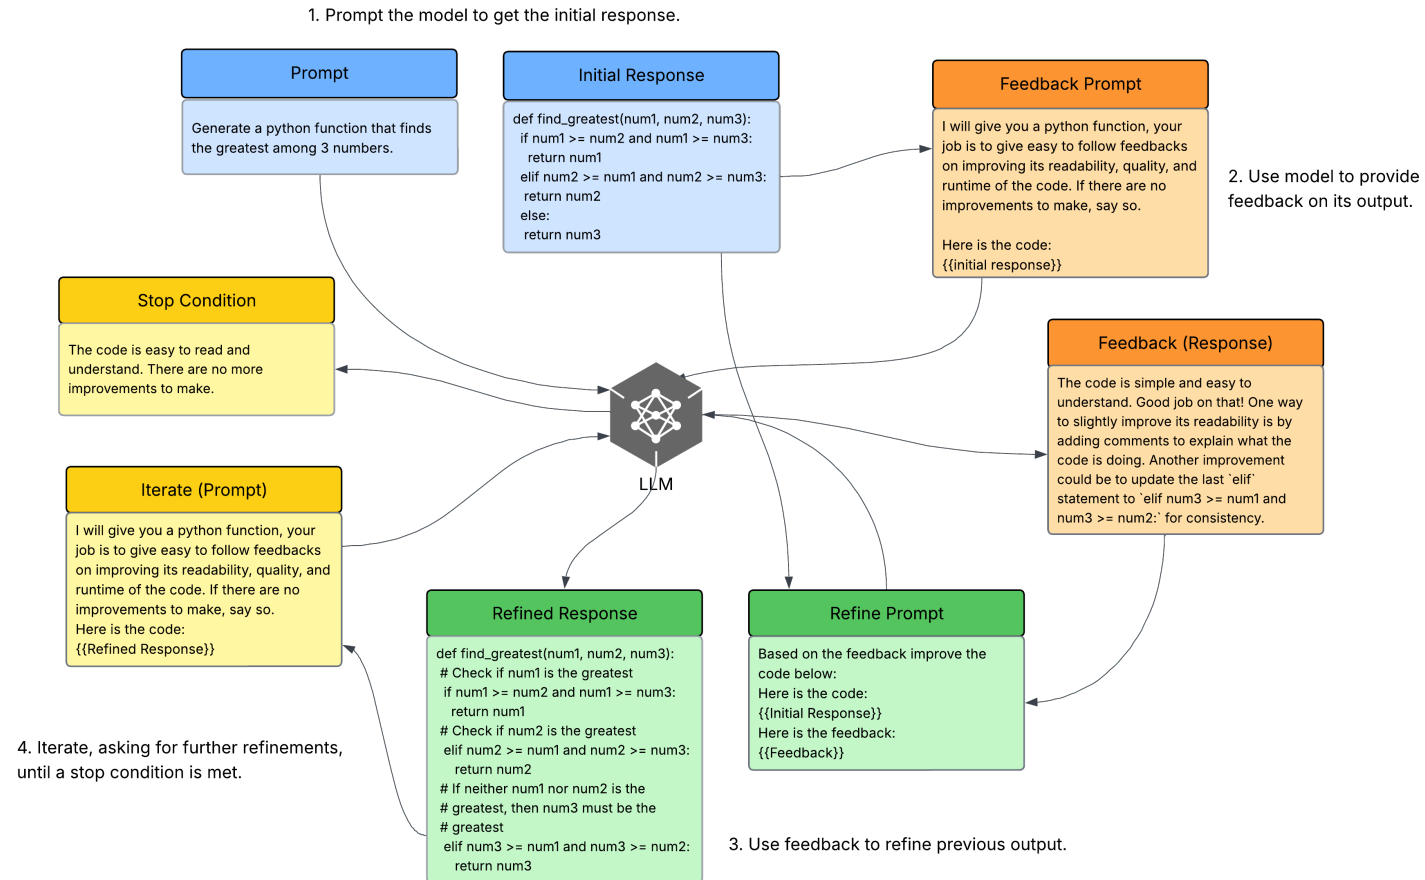 1. Prompt the model to get the initial response.
Prompt
Generate a python function that finds
the greatest among 3 numbers.
Initial Response
def find_greatest(num1, num2, num3):
if num1 >= num2 and num1 >= num3:
return num1
elif num2 >= num1 and num2 >= num3:
return num2
else:
return num3
Feedback Prompt
I will give you a python function, your
job is to give easy to follow feedbacks
on improving its readability, quality, and
runtime of the code. If there are no
improvements to make, say so.
Here is the code:
{{initial response}}
2. Use model to provide
feedback on its output.
Stop Condition
The code is easy to read and
understand. There are no more
improvements to make.
Feedback (Response)
The code is simple and easy to
understand. Good job on that! One way
to slightly improve its readability is by
adding comments to explain what the
code is doing. Another improvement
could be to update the last `elif`
statement to `elif num3 >= num1 and
num3 >= num2:` for consistency.
LLM
Iterate (Prompt)
I will give you a python function, your
job is to give easy to follow feedbacks
on improving its readability, quality, and
runtime of the code. If there are no
improvements to make, say so.
Here is the code:
{{Refined Response}}
Refined Response
def find_greatest(num1, num2, num3):
# Check if num1 is the greatest
if num1 >= num2 and num1 >= num3:
return num1
# Check if num2 is the greatest
elif num2 >= num1 and num2 >= num3:
return num2
# If neither num1 nor num2 is the
# greatest, then num3 must be the
# greatest
elif num3 >= num1 and num3 >= num2:
return num3
Refine Prompt
Based on the feedback improve the
code below:
Here is the code:
{{Initial Response}}
Here is the feedback:
{{Feedback}}
4. Iterate, asking for further refinements,
until a stop condition is met.
3. Use feedback to refine previous output.